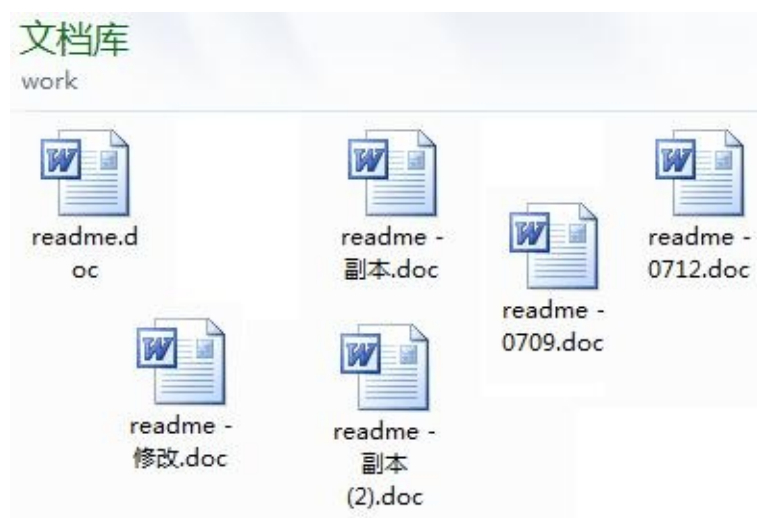 文档库
work
readme.d
oc
readme -
副本.doc
readme -
0709.doc
readme -
0712.doc
readme -
修改.doc
readme -
副本
(2).doc